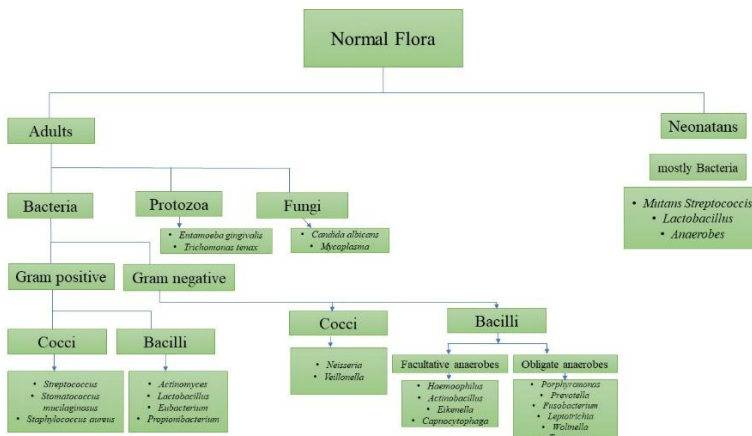 Normal Flora
Adults
Neonatans
mostly Bacteria
Mutans Streptococcis
Lactobacillus
Anaerobes
Bacteria
Protozoa
Fungi
Entamoeba gingivalis
Trichomonas tenax
Candida albicans
Mycoplasma
Gram positive
Gram negative
Cocci
Bacilli
Cocci
Bacilli
Streptococcus
Stomatococcus
mucilaginosus
Staphylococcus aureus
Actinomyces
Lactobacillus
Eubacterium
Propionibacterium
Neisseria
Veillonella
Facultative anaerobes
Obligate anaerobes
Haemoophilus
Actinobacillus
Eikenella
Capnocytophaga
Porphyromonas
Prevotella
Fusobacterium
Leptotrichia
Wolinella